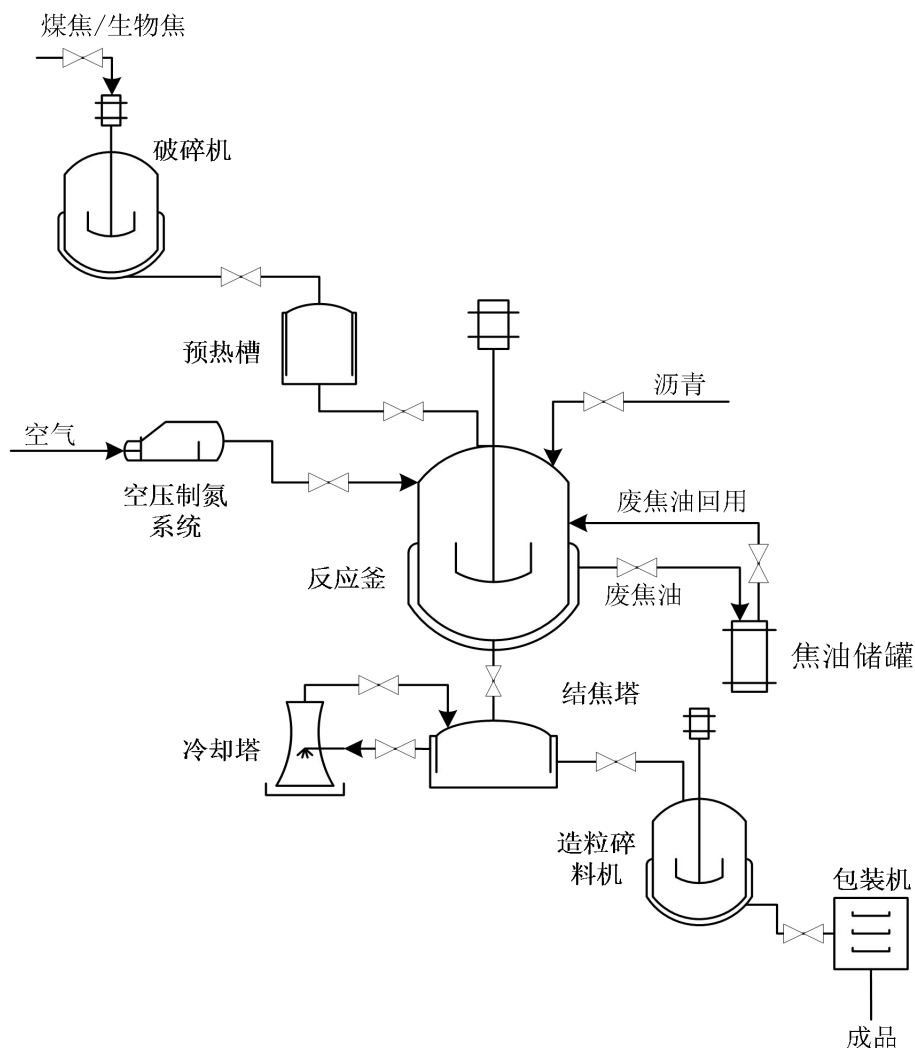 煤焦/生物焦
破碎机
预热槽
沥青
空气
空压制氮
系统
废焦油回用
反应釜
废焦油
焦油储罐
结焦塔
冷却塔
造粒碎
料机
包装机
成品